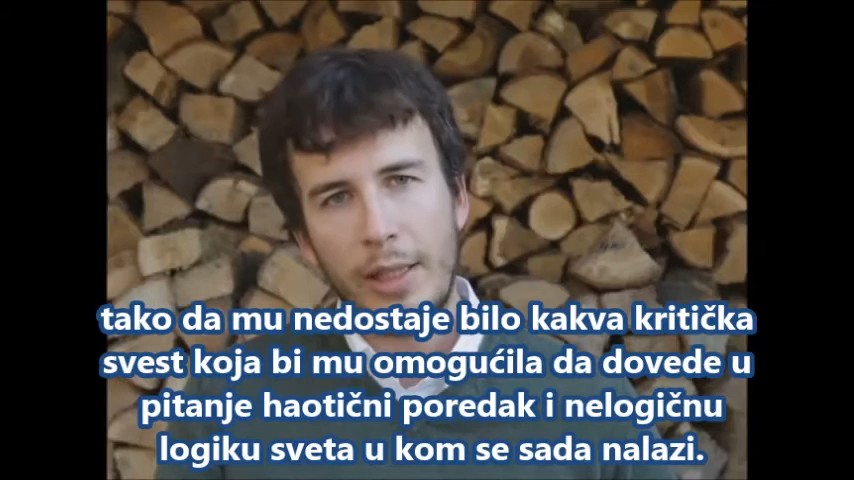 tako da mu nedostaje bilo kakva kritička
svest koja bi mu omogućila da dovede u
pitanje haotični poredak i nelogičnu
logiku sveta u kom se sada nalazi.